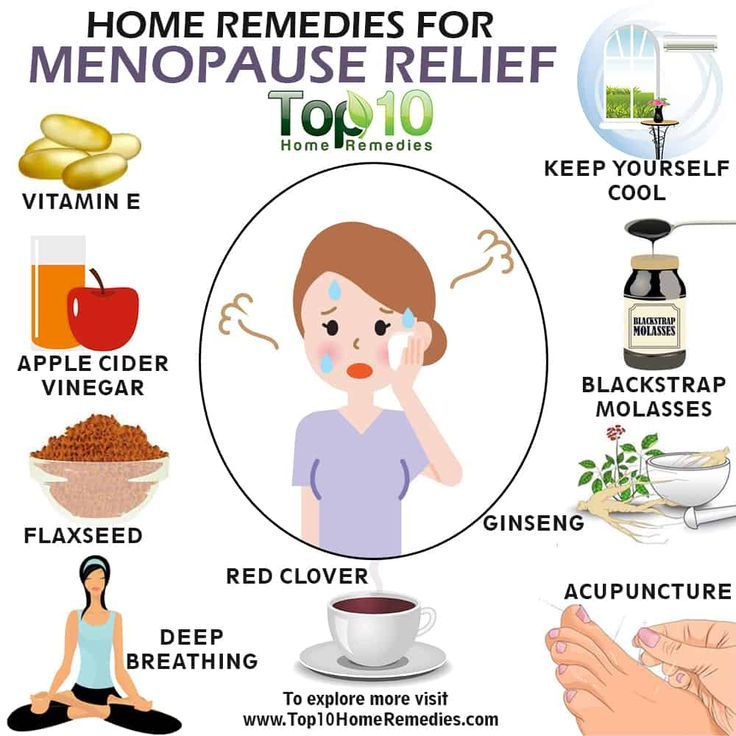 HOME REMEDIES FOR
MENOPAUSE RELIEF
Top10
Home Remedies
VITAMIN E
KEEP YOURSELF
COOL
APPLE CIDER
VINEGAR
BLACKSTRAP
MOLASSES
BLACKSTRAP
MOLASSES
FLAXSEED
GINSENG
RED CLOVER
ACUPUNCTURE
DEEP
BREATHING
To explore more visit
www.Top10HomeRemedies.com